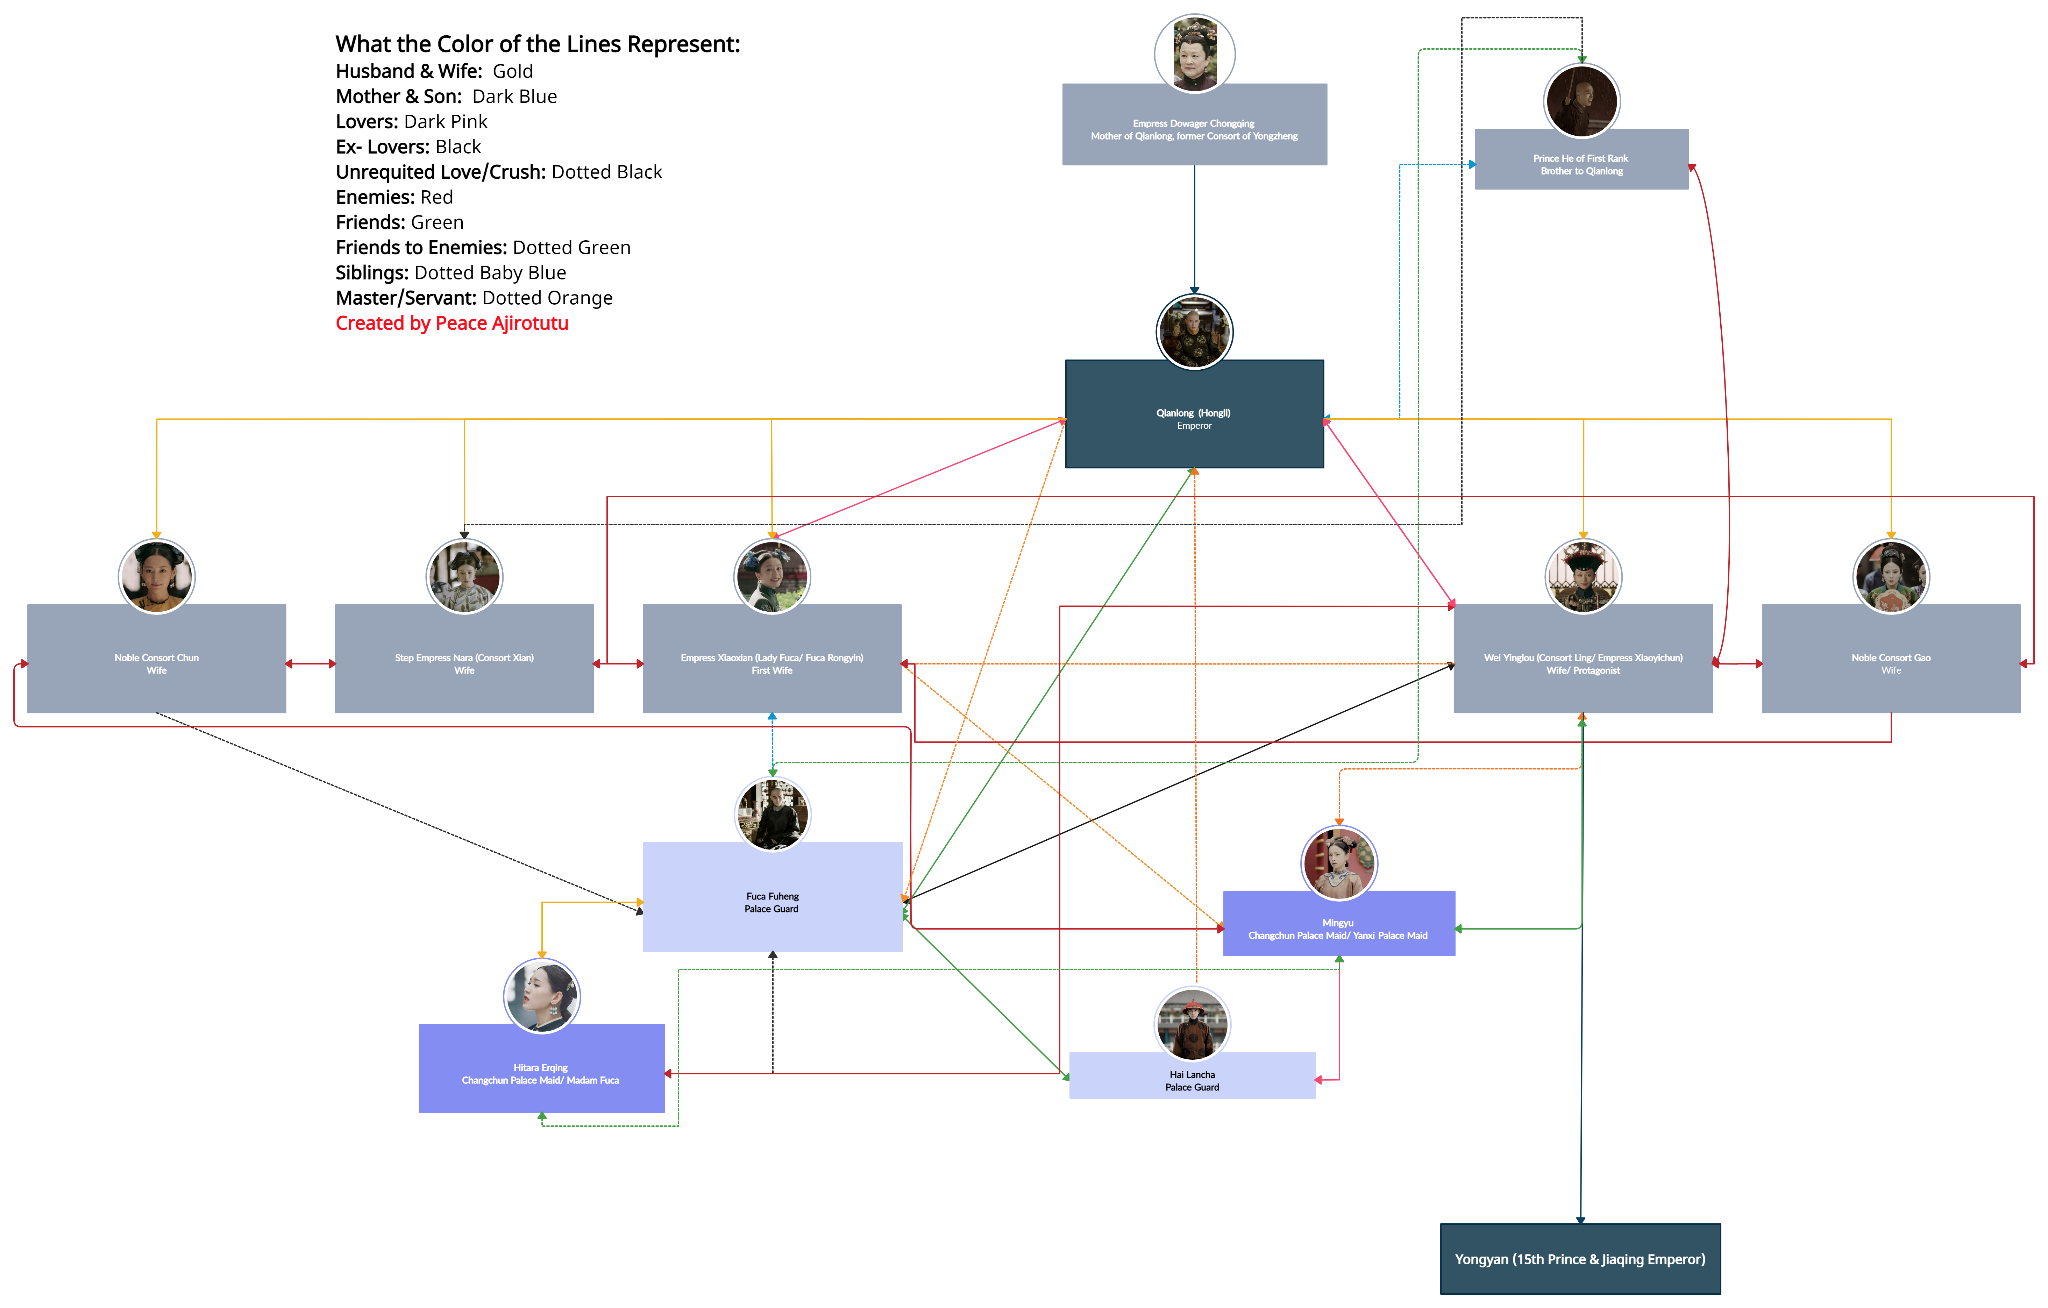 What the Color of the Lines Represent:
Husband & Wife: Gold
Mother & Son: Dark Blue
Lovers: Dark Pink
Ex- Lovers: Black
Unrequited Love/Crush: Dotted Black
Enemies: Red
Friends: Green
Friends to Enemies: Dotted Green
Siblings: Dotted Baby Blue
Master/Servant: Dotted Orange
Created by Peace Ajirotutu
Empress Dowager Chongqing
Mother of Qianlong, former Consort of Yongzheng
Prince He of First Rank
Brother to Qianlong
Qianlong (Hongli)
Emperor
Noble Consort Chun
Wife
Step Empress Nara (Consort Xian)
Wife
Empress Xiaoxian (Lady Fuca/ Fuca Rongyin)
First Wife
Wei Yinglou (Consort Ling/ Empress Xiaoyichun)
Wife/ Protagonist
Noble Consort Gao
Wife
Fuca Fuheng
Palace Guard
Mingyu
Changchun Palace Maid/ Yanxi Palace Maid
Hitara Erqing
Changchun Palace Maid/ Madam Fuca
Hai Lancha
Palace Guard
Yongyan (15th Prince & Jiaqing Emperor)